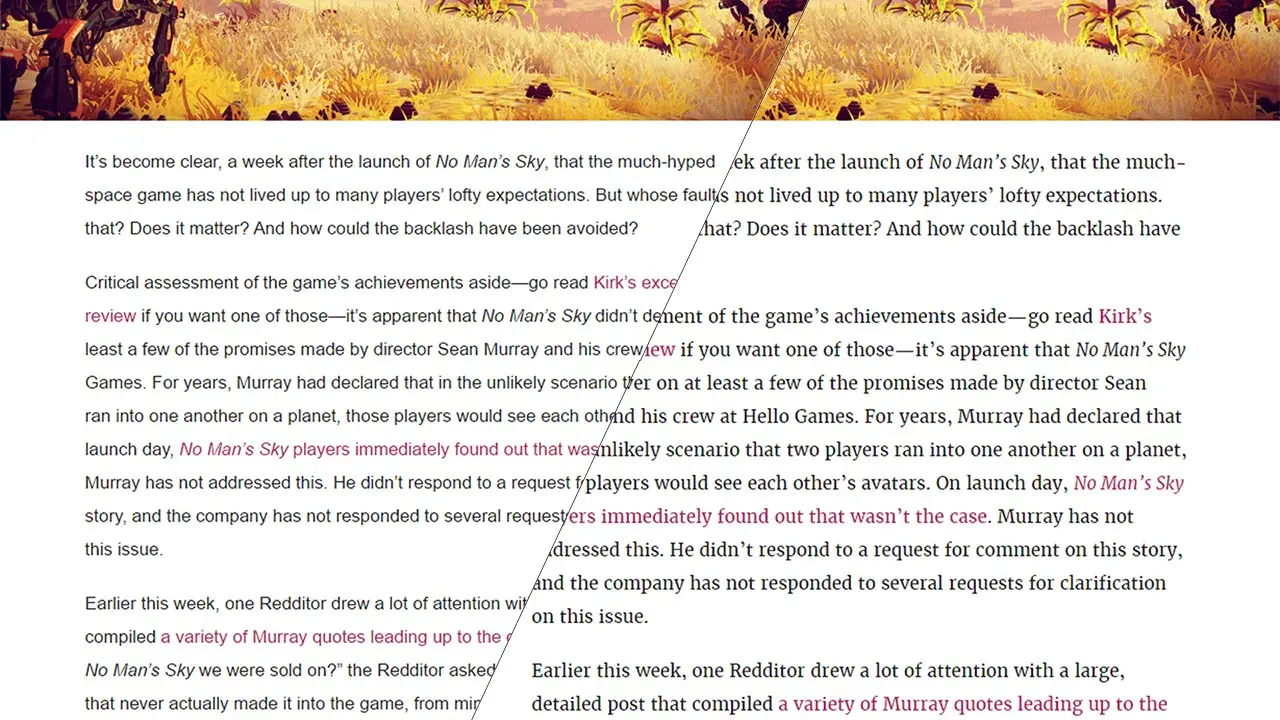 It’s become clear, a week after the launch of No Man’s Sky, that the much-hyped
space game has not lived up to many players’ lofty expectations. But whose fault
that? Does it matter? And how could the backlash have been avoided?
Critical assessment of the game’s achievements aside—go read Kirk’s exce
review if you want one of those—it’s apparent that No Man’s Sky didn’t de
least a few of the promises made by director Sean Murray and his crew
Games. For years, Murray had declared that in the unlikely scenario
ran into one another on a planet, those players would see each oth
launch day, No Man’s Sky players immediately found out that was
Murray has not addressed this. He didn’t respond to a request f
story, and the company has not responded to several request
this issue.
Earlier this week, one Redditor drew a lot of attention wit
compiled a variety of Murray quotes leading up to the
No Man’s Sky we were sold on?” the Redditor asked
that never actually made it into the game, from min
ek after the launch of No Man’s Sky, that the much-
s not lived up to many players’ lofty expectations.
that? Does it matter? And how could the backlash have
ment of the game’s achievements aside—go read Kirk’s
iew if you want one of those—it’s apparent that No Man’s Sky
er on at least a few of the promises made by director Sean
nd his crew at Hello Games. For years, Murray had declared that
nlikely scenario that two players ran into one another on a planet,
players would see each other’s avatars. On launch day, No Man’s Sky
ers immediately found out that wasn’t the case. Murray has not
dressed this. He didn’t respond to a request for comment on this story,
and the company has not responded to several requests for clarification
on this issue.
Earlier this week, one Redditor drew a lot of attention with a large,
detailed post that compiled a variety of Murray quotes leading up to the